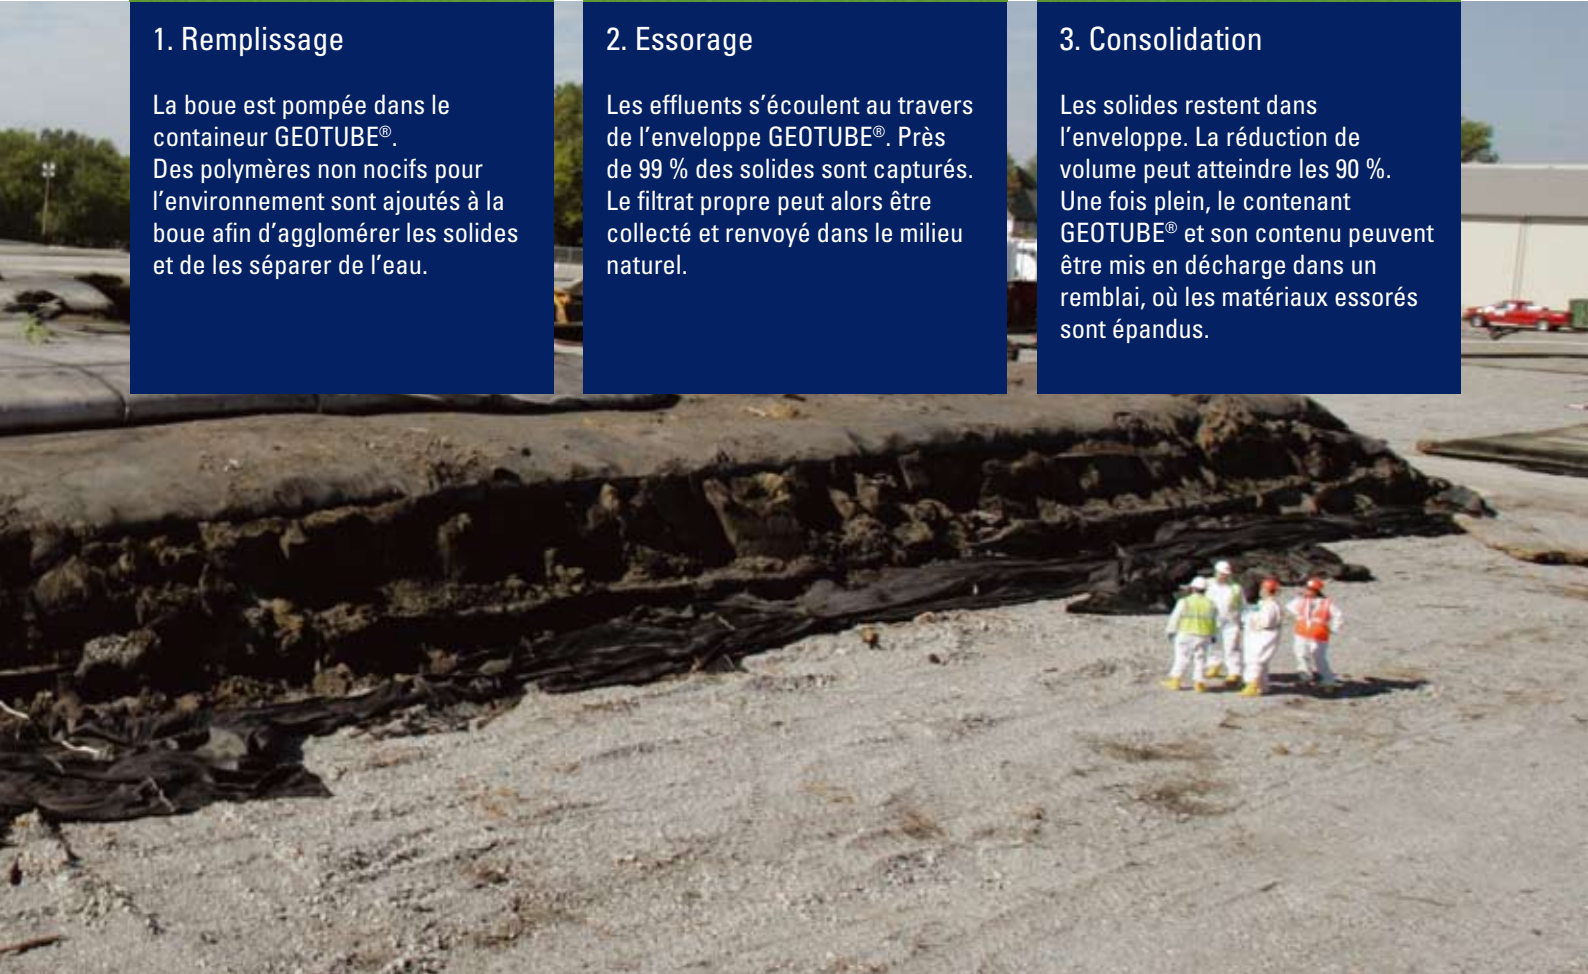 1. Remplissage
La boue est pompée dans le
containeur GEOTUBE®.
Des polymères non nocifs pour
l’environnement sont ajoutés à la
boue afin d’agglomérer les solides
et de les séparer de l’eau.
2. Essorage
Les effluents s’écoulent au travers
de l’enveloppe GEOTUBE®. Près
de 99 % des solides sont capturés.
Le filtrat propre peut alors être
collecté et renvoyé dans le milieu
naturel.
3. Consolidation
Les solides restent dans
l’enveloppe. La réduction de
volume peut atteindre les 90 %.
Une fois plein, le contenant
GEOTUBE® et son contenu peuvent
être mis en décharge dans un
remblai, où les matériaux essorés
sont épandus.